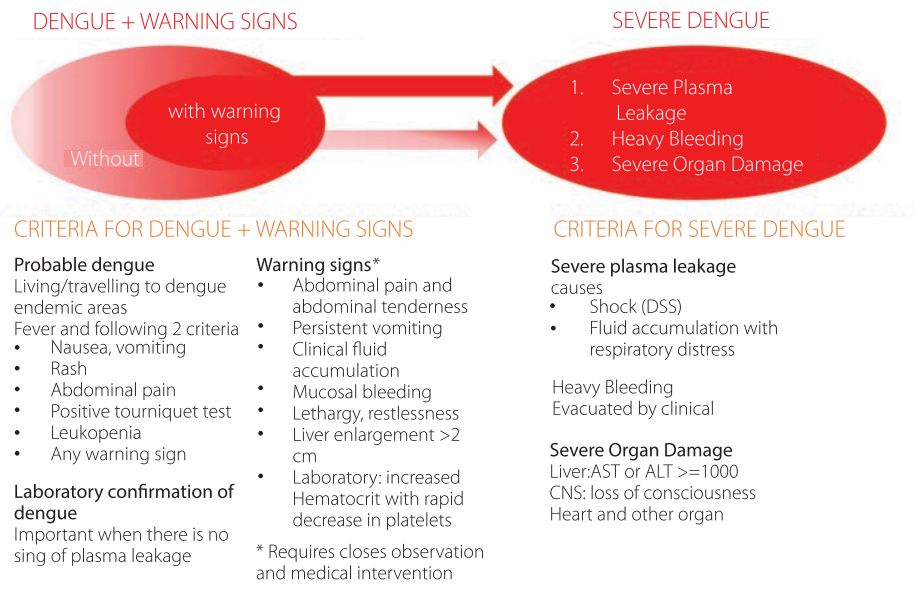 DENGUE + WARNING SIGNS
SEVERE DENGUE
with warning
signs
Without
1. Severe Plasma
Leakage
2. Heavy Bleeding
3. Severe Organ Damage
CRITERIA FOR DENGUE + WARNING SIGNS
Probable dengue
Living/travelling to dengue
endemic areas
Fever and following 2 criteria
• Nausea, vomiting
• Rash
• Abdominal pain
• Positive tourniquet test
• Leukopenia
• Any warning sign
Laboratory confirmation of
dengue
Important when there is no
sing of plasma leakage
Warning signs*
• Abdominal pain and
abdominal tenderness
• Persistent vomiting
• Clinical fluid
accumulation
• Mucosal bleeding
• Lethargy, restlessness
• Liver enlargement >2
cm
• Laboratory: increased
Hematocrit with rapid
decrease in platelets
* Requires closes observation
and medical intervention
CRITERIA FOR SEVERE DENGUE
Severe plasma leakage
causes
• Shock (DSS)
• Fluid accumulation with
respiratory distress
Heavy Bleeding
Evacuated by clinical
Severe Organ Damage
Liver:AST or ALT >=1000
CNS: loss of consciousness
Heart and other organ